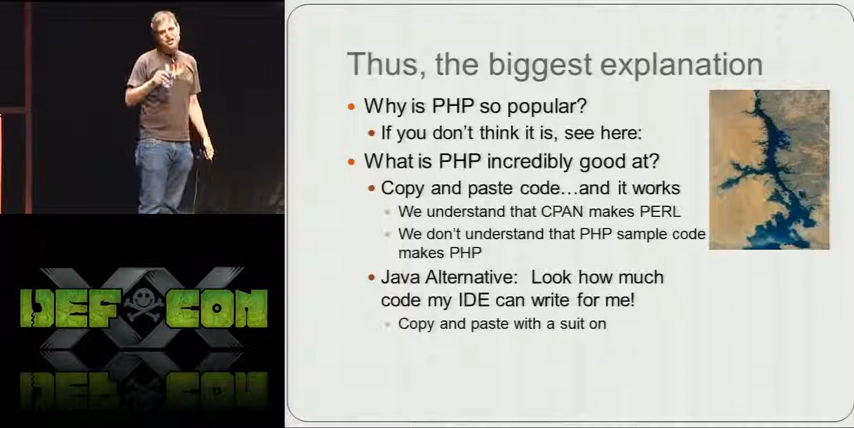 Thus, the biggest explanation
Why is PHP so popular?
If you don't think it is, see here:
What is PHP incredibly good at?
Copy and paste code…and it works
We understand that CPAN makes PERL
We don't understand that PHP sample code
makes PHP
Java Alternative: Look how much
code my IDE can write for me!
Copy and paste with a suit on
DEF CON
XX